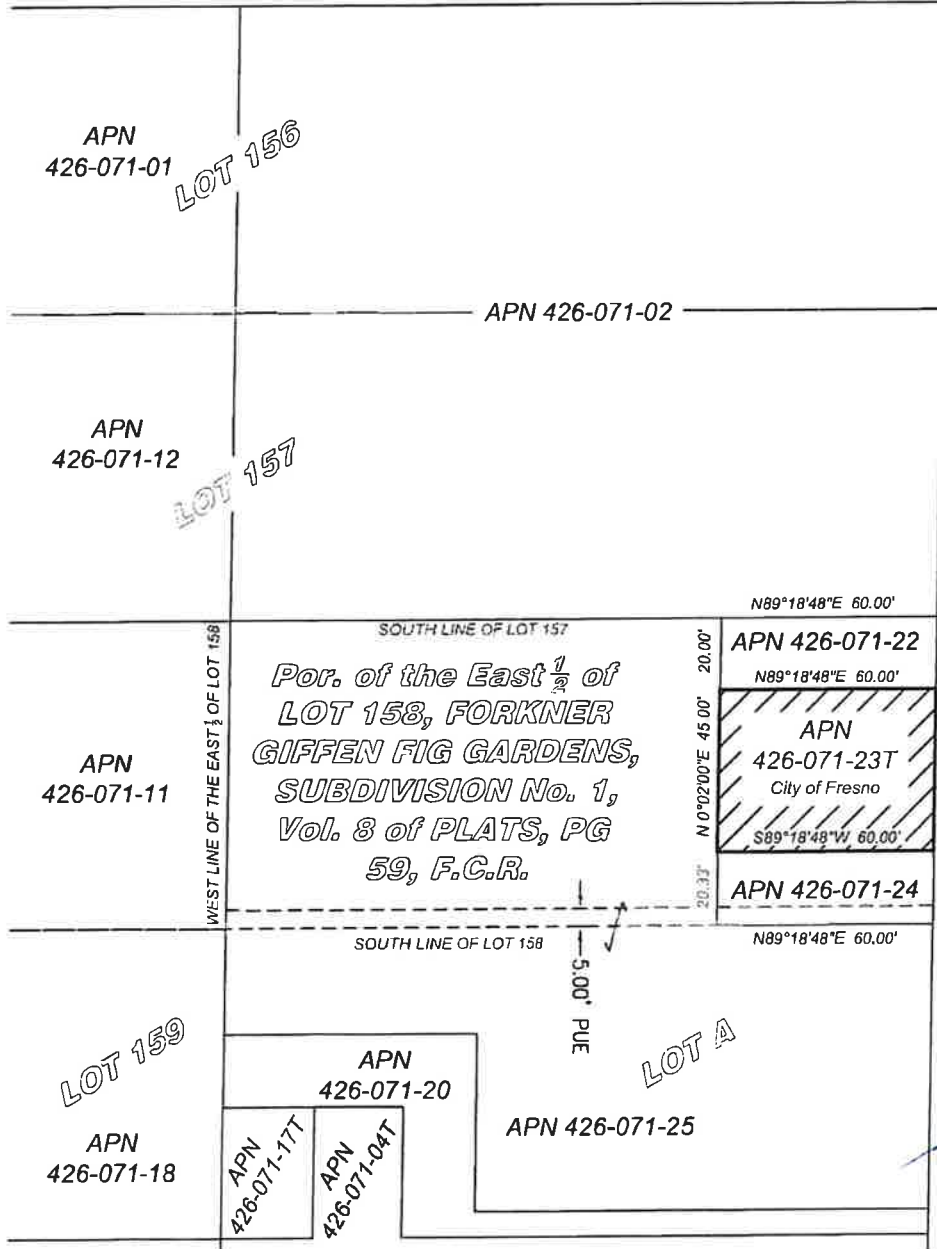 APN
426-071-01
LOT 156
APN 426-071-02
APN
426-071-12
LOT 157
N89°18'48"E 60.00'
SOUTH LINE OF LOT 157
APN 426-071-22
20.00'
N89°18'48"E 60.00'
WEST LINE OF THE EAST ½ OF LOT 158
Por. of the East ½ of
LOT 158, FORKNER
GIFFEN FIG GARDENS,
SUBDIVISION No. 1,
Vol. 8 of PLATS, PG
59, F.C.R.
APN
426-071-11
N 0°02'00"E 45.00'
APN
426-071-23T
City of Fresno
S89°18'48"W 60.00'
20.33'
APN 426-071-24
SOUTH LINE OF LOT 158
N89°18'48"E 60.00'
5.00' PUE
LOT 159
LOT A
APN
426-071-20
APN 426-071-25
APN
426-071-18
APN
426-071-17T
APN
426-071-04T